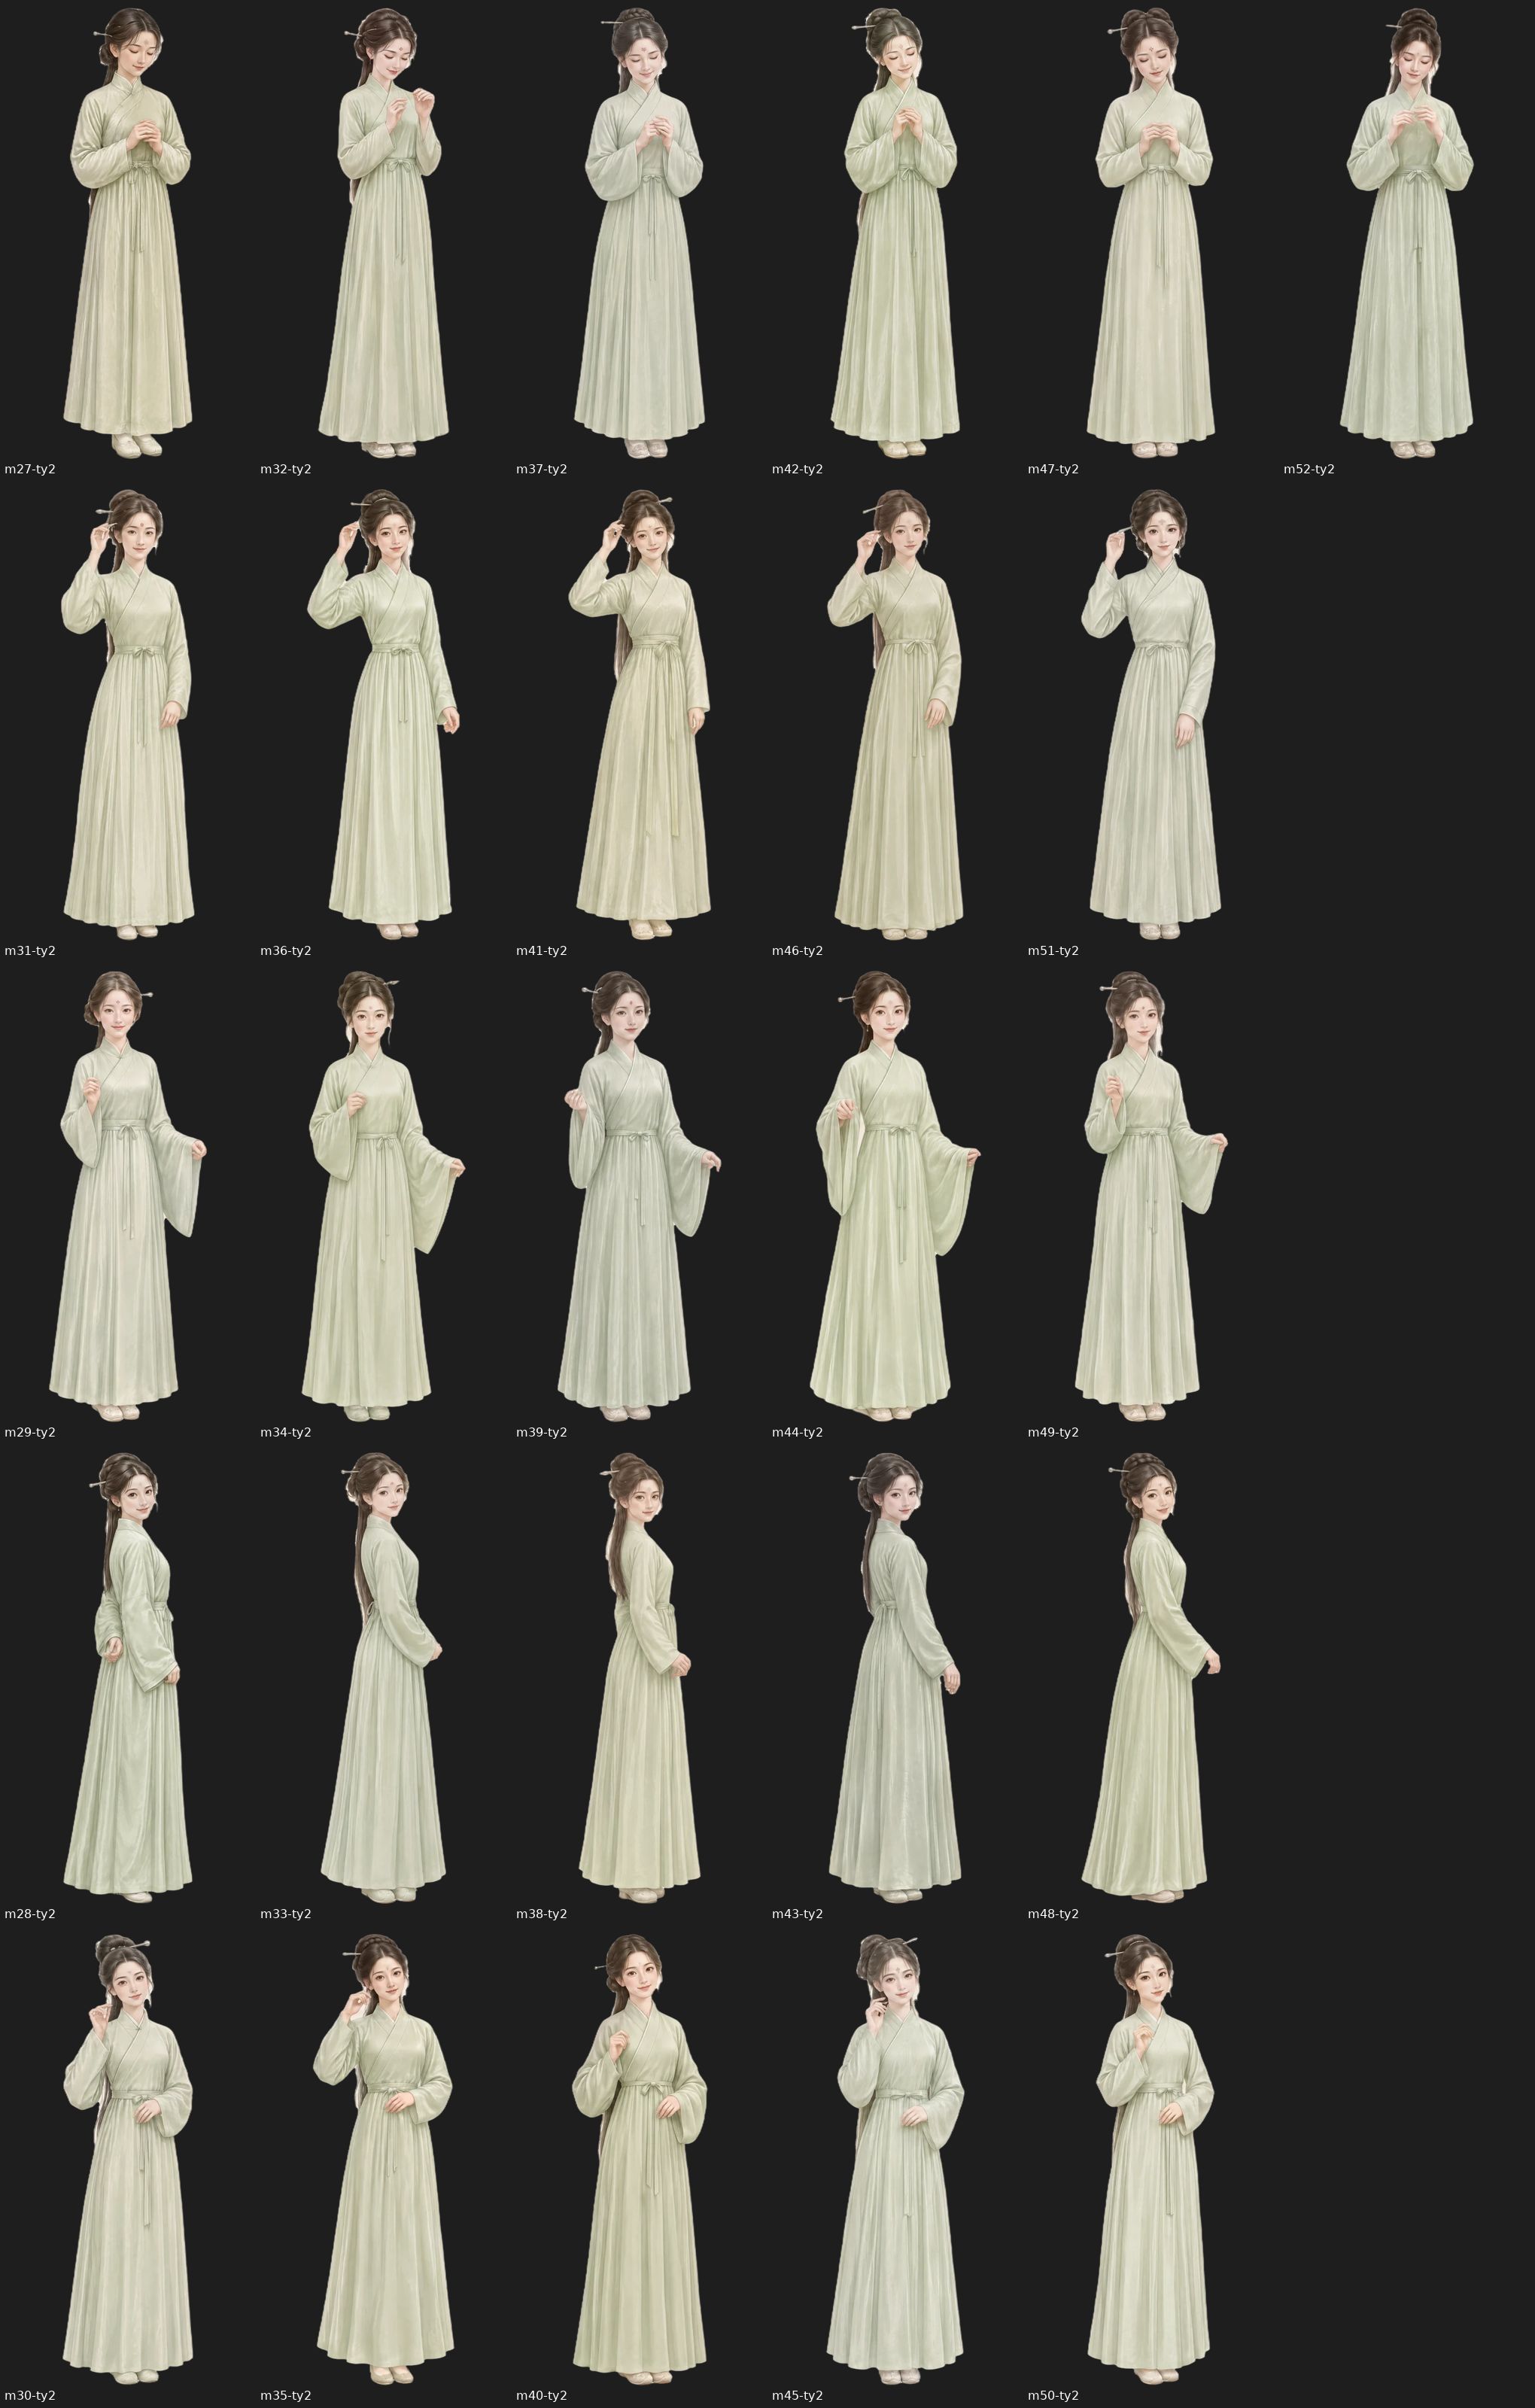 m27-ty2 m32-ty2 m37-ty2 m42-ty2 m47-ty2 m52-ty2
m31-ty2 m36-ty2 m41-ty2 m46-ty2 m51-ty2
m29-ty2 m34-ty2 m39-ty2 m44-ty2 m49-ty2
m28-ty2 m33-ty2 m38-ty2 m43-ty2 m48-ty2
m30-ty2 m35-ty2 m40-ty2 m45-ty2 m50-ty2